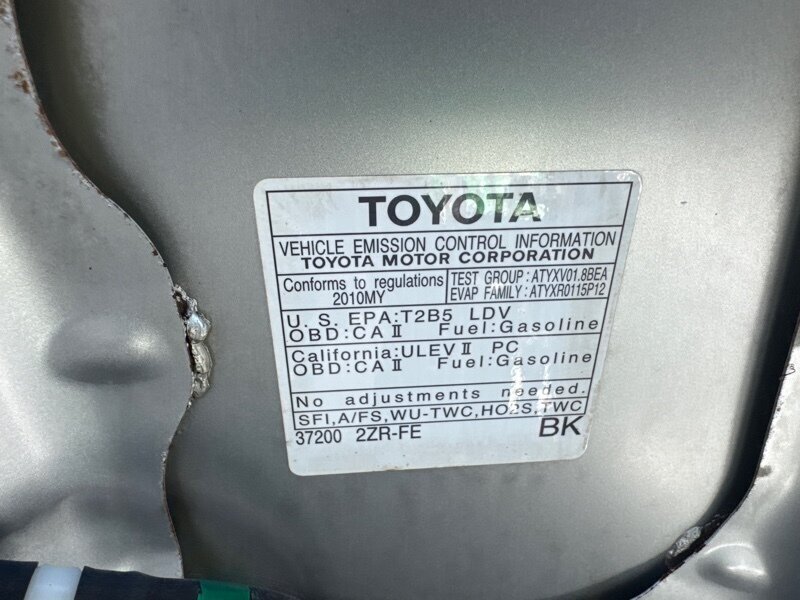 TOYOTA
VEHICLE EMISSION CONTROL INFORMATION
TOYOTA MOTOR CORPORATION
Conforms to regulations
2010MY
TEST GROUP : ATYXV01.8BEA
EVAP FAMILY: ATYXR0115P12
U. S. EPA:T2B5 LDV
OBD:CA II Fuel:Gasoline
California:ULEV II PC
OBD:CA II Fuel:Gasoline
No adjustments needed.
SFI,A/FS,WU-TWC,HO2S,TWC
37200 2ZR-FE BK